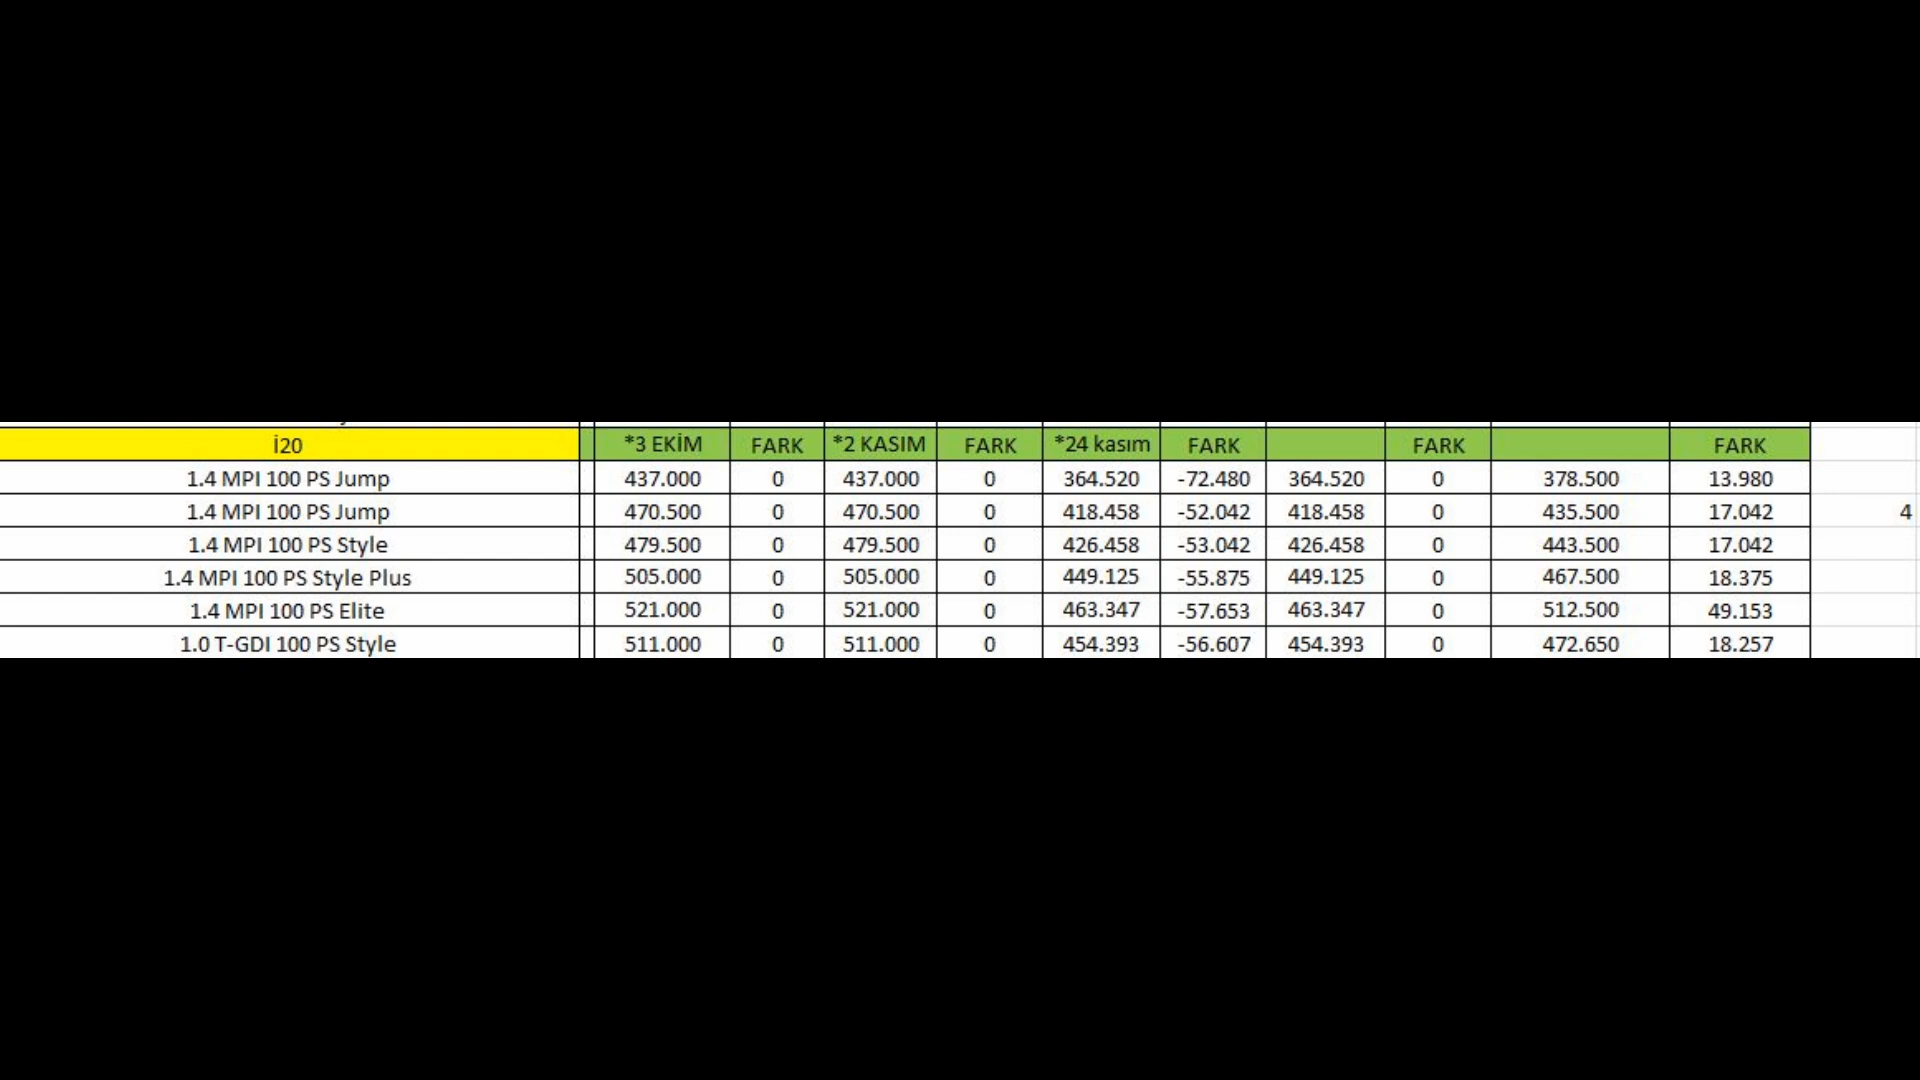 İ20 *3 EKİM FARK *2 KASIM FARK *24 kasım FARK FARK FARK
1.4 MPI 100 PS Jump 437.000 0 437.000 0 364.520 -72.480 364.520 0 378.500 13.980
1.4 MPI 100 PS Jump 470.500 0 470.500 0 418.458 -52.042 418.458 0 435.500 17.042 4
1.4 MPI 100 PS Style 479.500 0 479.500 0 426.458 -53.042 426.458 0 443.500 17.042
1.4 MPI 100 PS Style Plus 505.000 0 505.000 0 449.125 -55.875 449.125 0 467.500 18.375
1.4 MPI 100 PS Elite 521.000 0 521.000 0 463.347 -57.653 463.347 0 512.500 49.153
1.0 T-GDI 100 PS Style 511.000 0 511.000 0 454.393 -56.607 454.393 0 472.650 18.257